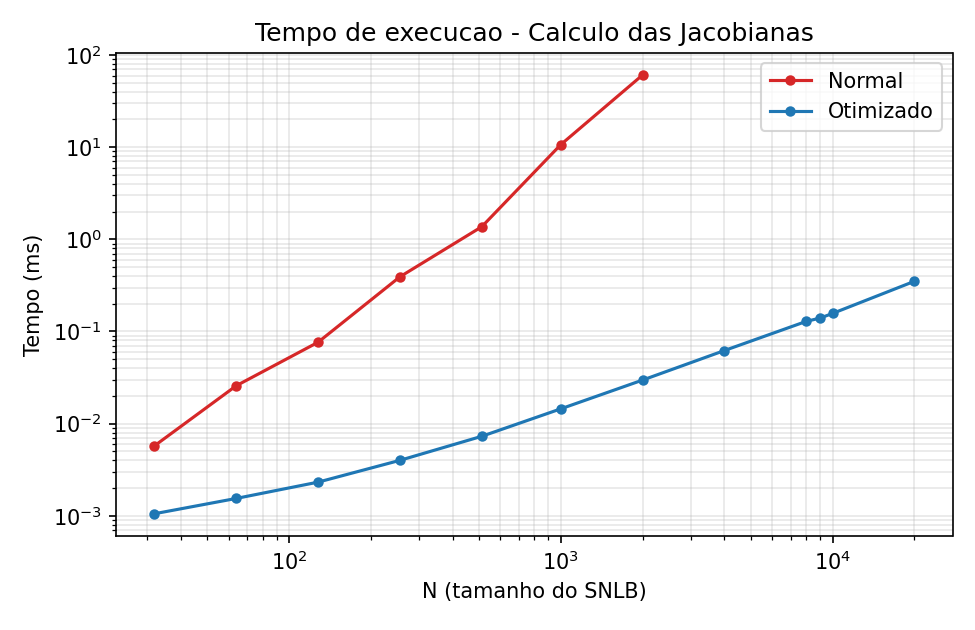 Tempo de execucao - Calculo das Jacobianas
Normal
Otimizado
Tempo (ms)
10²
10¹
10⁰
10⁻¹
10⁻²
10⁻³
10²
10³
10⁴
N (tamanho do SNLB)